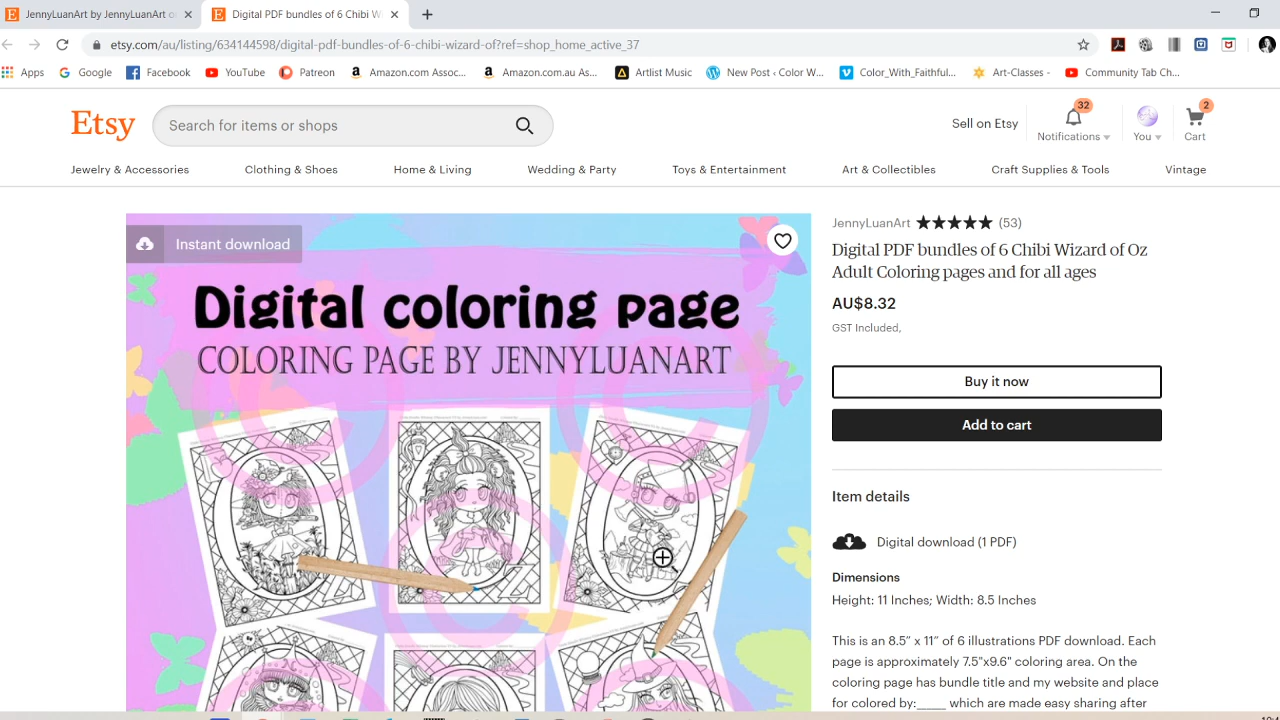 JennyLuanArt by JennyLuanArt o
Digital PDF bundles of 6 Chibi W
etsy.com/au/listing/634144598/digital-pdf-bundles-of-6-chibi-wizard-of?ref=shop_home_active_37
Apps Google Facebook YouTube Patreon Amazon.com Assoc... Amazon.com.au As... Artlist Music New Post ‹ Color W... Color_With_Faithful... Art-Classes - Community Tab Ch...
Etsy
Search for items or shops
Sell on Etsy
32
Notifications
You
2
Cart
Jewelry & Accessories Clothing & Shoes Home & Living Wedding & Party Toys & Entertainment Art & Collectibles Craft Supplies & Tools Vintage
Instant download
Digital coloring page
COLORING PAGE BY JENNYLUANART
JennyLuanArt ★★★★★ (53)
Digital PDF bundles of 6 Chibi Wizard of Oz
Adult Coloring pages and for all ages
AU$8.32
GST Included,
Buy it now
Add to cart
Item details
Digital download (1 PDF)
Dimensions
Height: 11 Inches; Width: 8.5 Inches
This is an 8.5" x 11" of 6 illustrations PDF download. Each
page is approximately 7.5"x9.6" coloring area. On the
coloring page has bundle title and my website and place
for colored by:_____ which are made easy sharing after